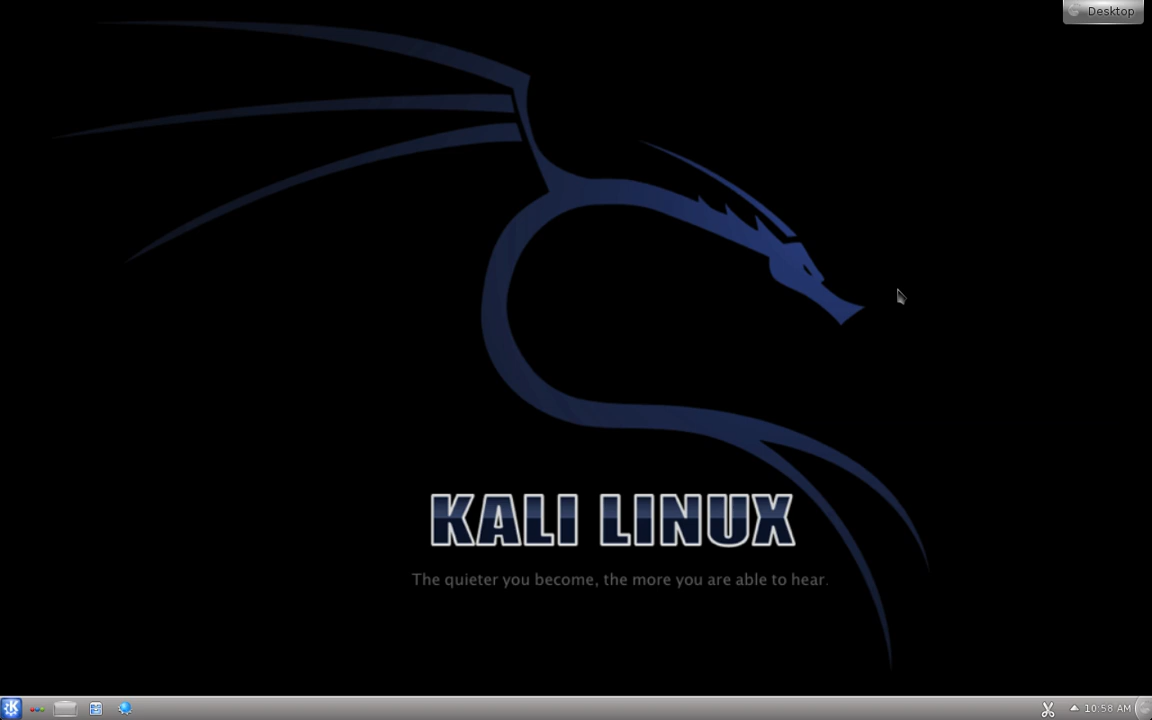 Desktop
KALI LINUX
The quieter you become, the more you are able to hear.
10:58 AM